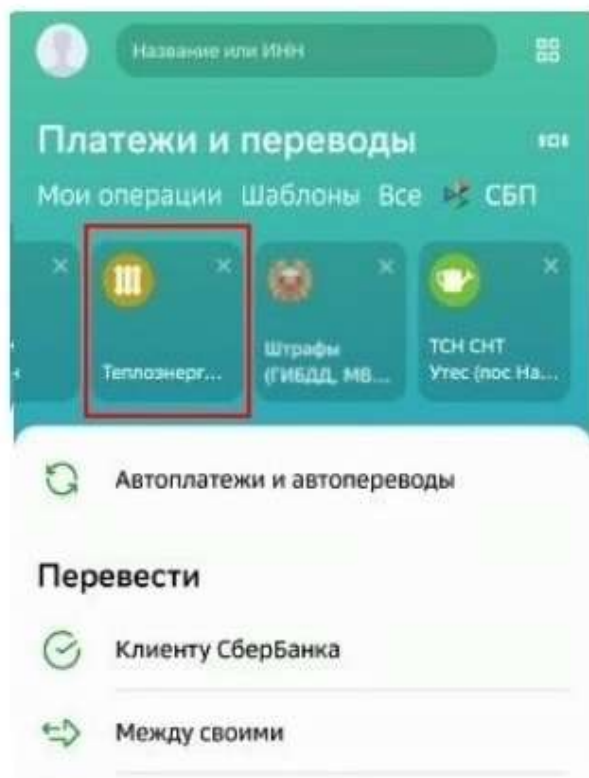 Название или ИНН
Платежи и переводы
Мои операции Шаблоны Все СБП
Теплоэнерг...
Штрафы
(ГИБДД, МВ...
ТСН СНТ
Утес (пос На...
Автоплатежи и автопереводы
Перевести
Клиенту СберБанка
Между своими